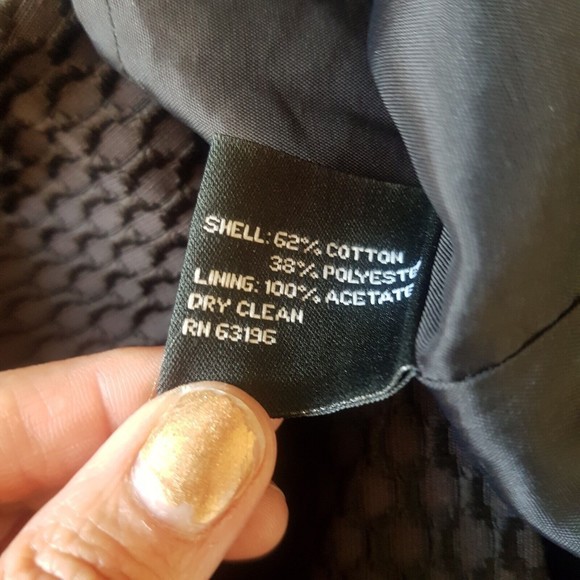 SHELL: 62% COTTON
38% POLYESTE
LINING: 100% ACETATE
DRY CLEAN
RN 63196